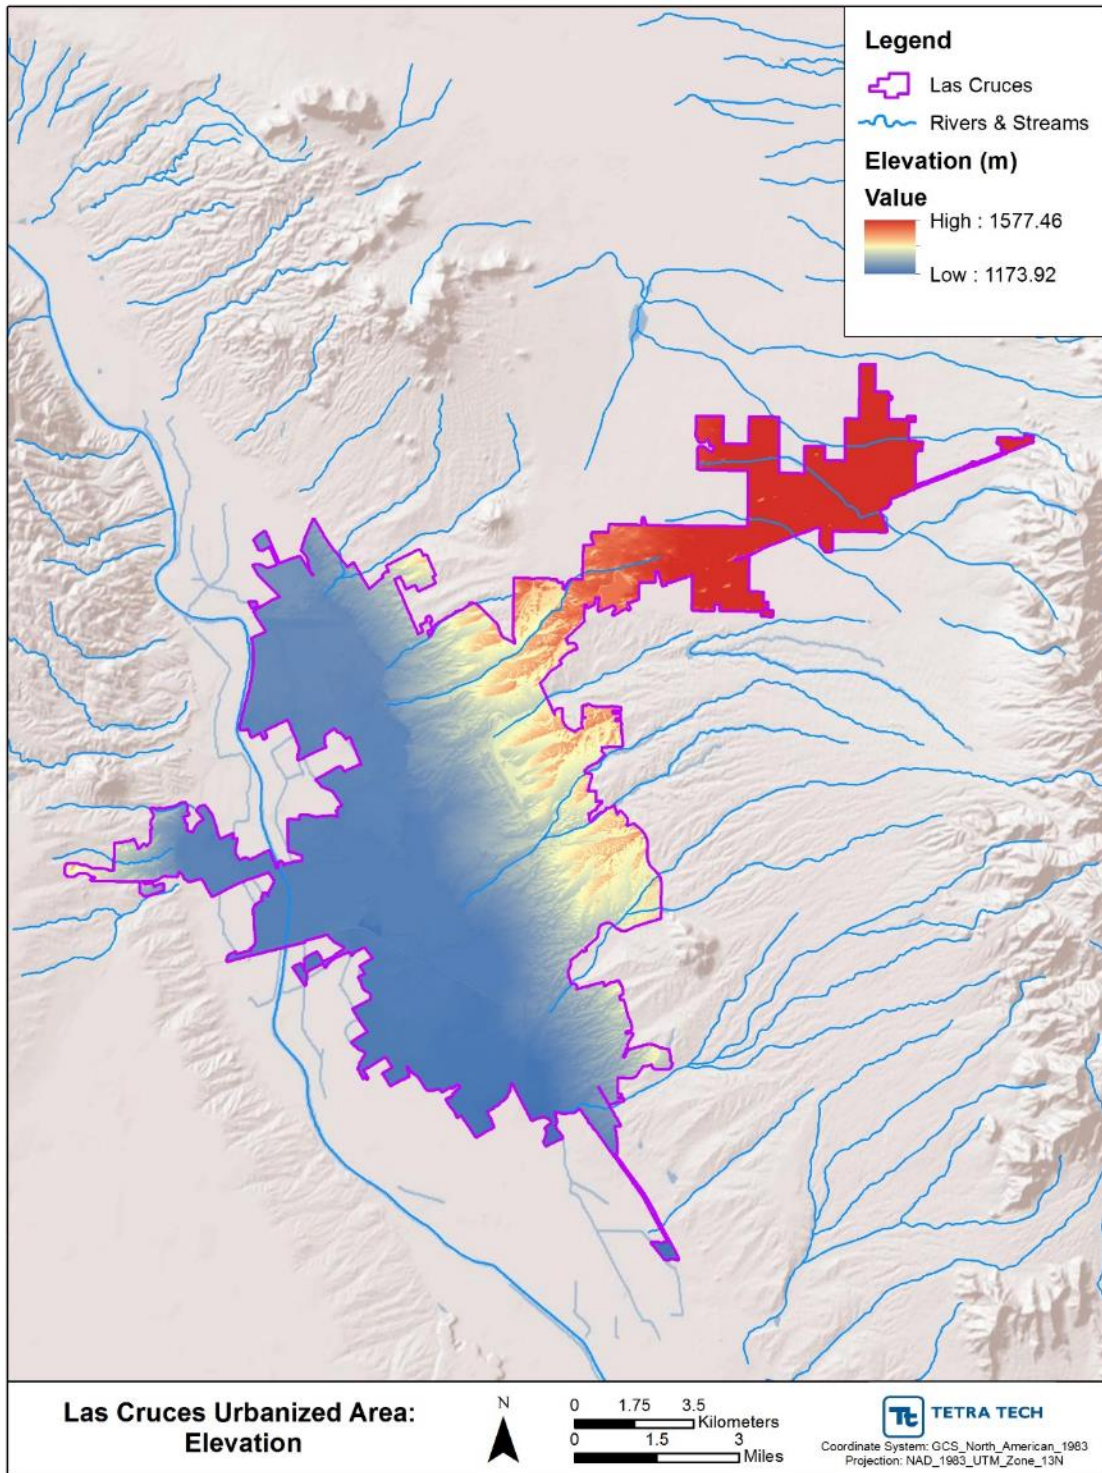 Legend
Las Cruces
Rivers & Streams
Elevation (m)
Value
High : 1577.46
Low : 1173.92
Las Cruces Urbanized Area:
Elevation
N
0 1.75 3.5
Kilometers
0 1.5 3
Miles
Tt TETRA TECH
Coordinate System: GCS_North_American_1983
Projection: NAD_1983_UTM_Zone_13N